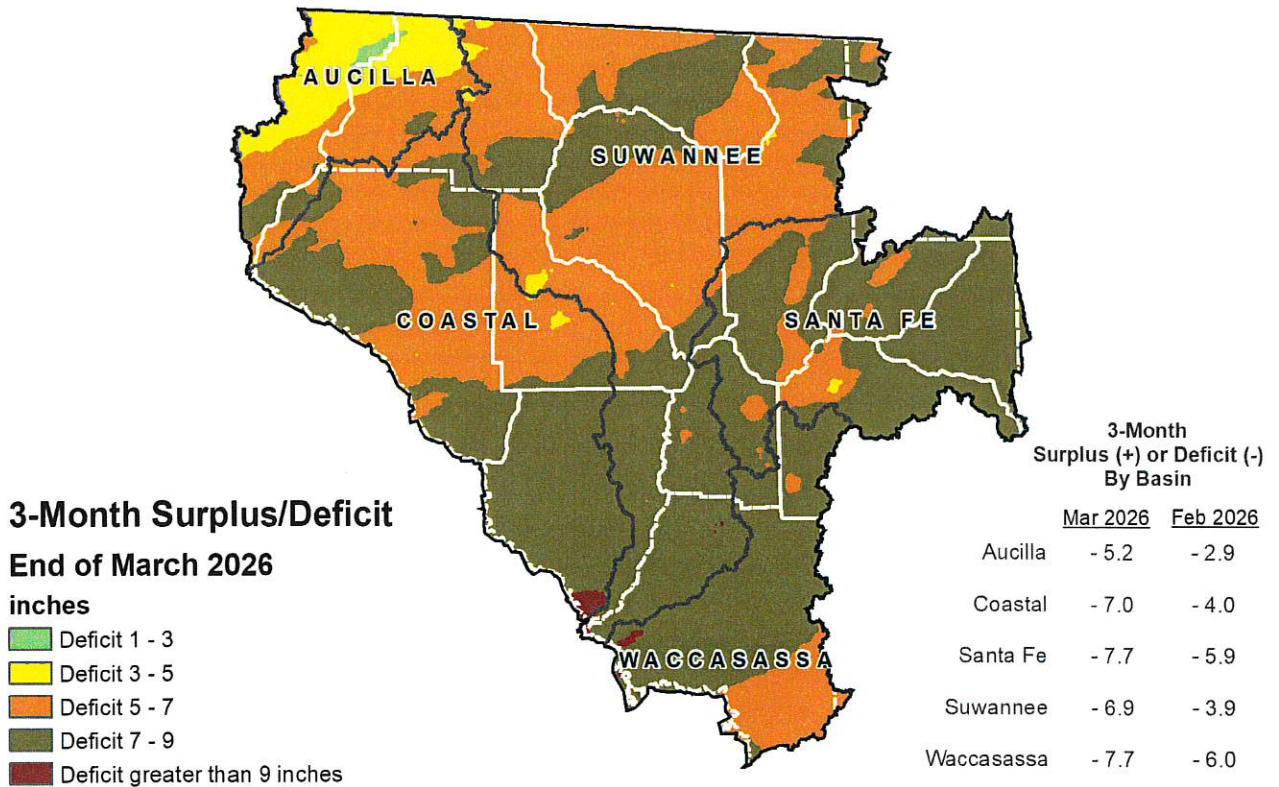 AUCILLA
SUWANNEE
COASTAL
SANTA FE
WACCASASSA
3-Month Surplus/Deficit
End of March 2026
inches
Deficit 1 - 3
Deficit 3 - 5
Deficit 5 - 7
Deficit 7 - 9
Deficit greater than 9 inches
3-Month
Surplus (+) or Deficit (-)
By Basin
Mar 2026 Feb 2026
Aucilla - 5.2 - 2.9
Coastal - 7.0 - 4.0
Santa Fe - 7.7 - 5.9
Suwannee - 6.9 - 3.9
Waccasassa - 7.7 - 6.0